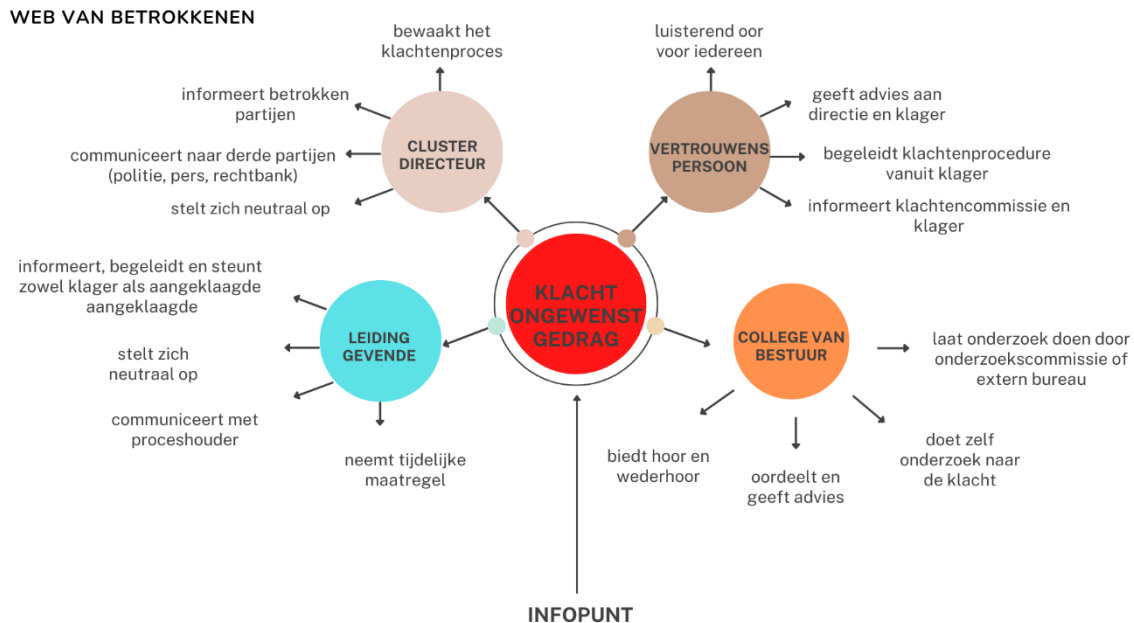 WEB VAN BETROKKENEN
bewaakt het
klachtenproces
informeert betrokken
partijen
communiceert naar derde partijen
(politie, pers, rechtbank)
stelt zich neutraal op
CLUSTER
DIRECTEUR
luisterend oor
voor iedereen
geeft advies aan
directie en klager
begeleidt klachtenprocedure
vanuit klager
informeert klachtencommissie en
klager
VERTROUWENS
PERSOON
KLACHT
ONGEWENST
GEDRAG
informeert, begeleidt en steunt
zowel klager als aangeklaagde
aangeklaagde
stelt zich
neutraal op
communiceert met
proceshouder
neemt tijdelijke
maatregel
LEIDING
GEVENDE
COLLEGE VAN
BESTUUR
laat onderzoek doen door
onderzoekscommissie of
extern bureau
doet zelf
onderzoek naar
de klacht
oordeelt en
geeft advies
biedt hoor en
wederhoor
INFOPUNT